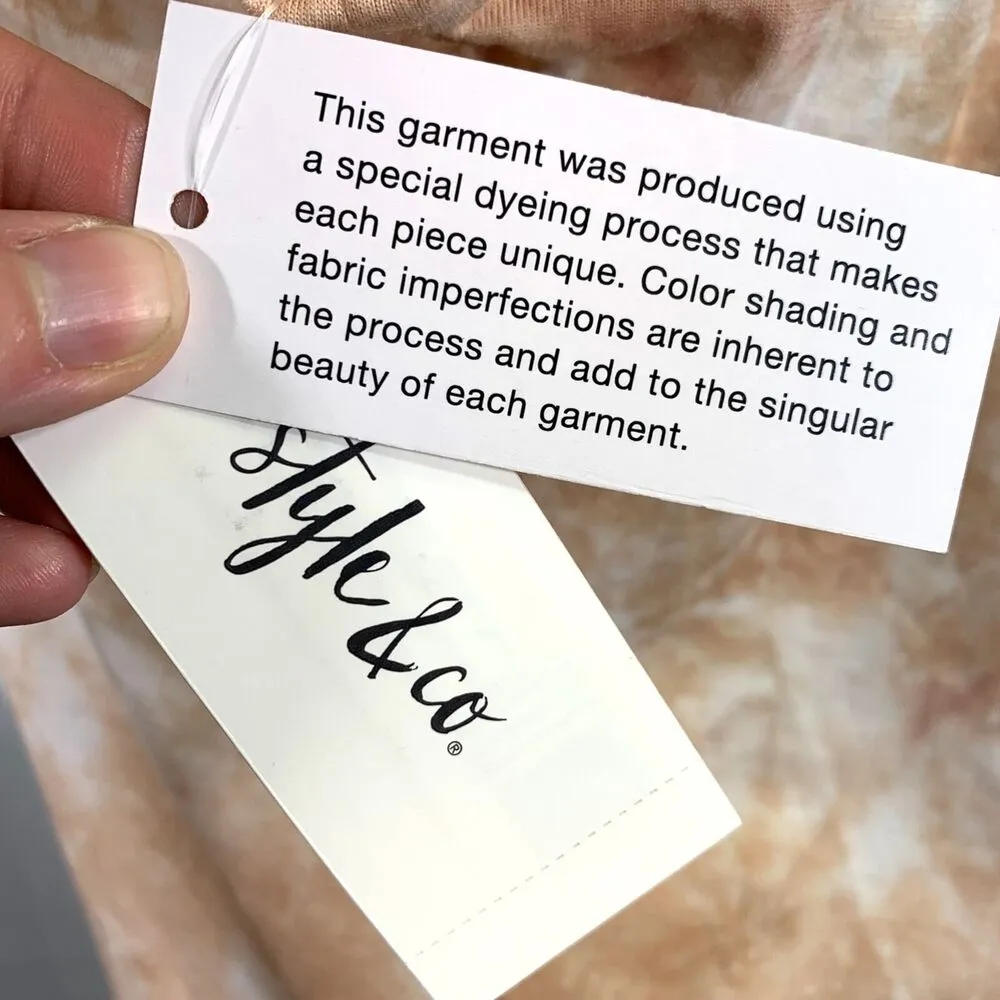 This garment was produced using
a special dyeing process that makes
each piece unique. Color shading and
fabric imperfections are inherent to
the process and add to the singular
beauty of each garment.
style & co
®